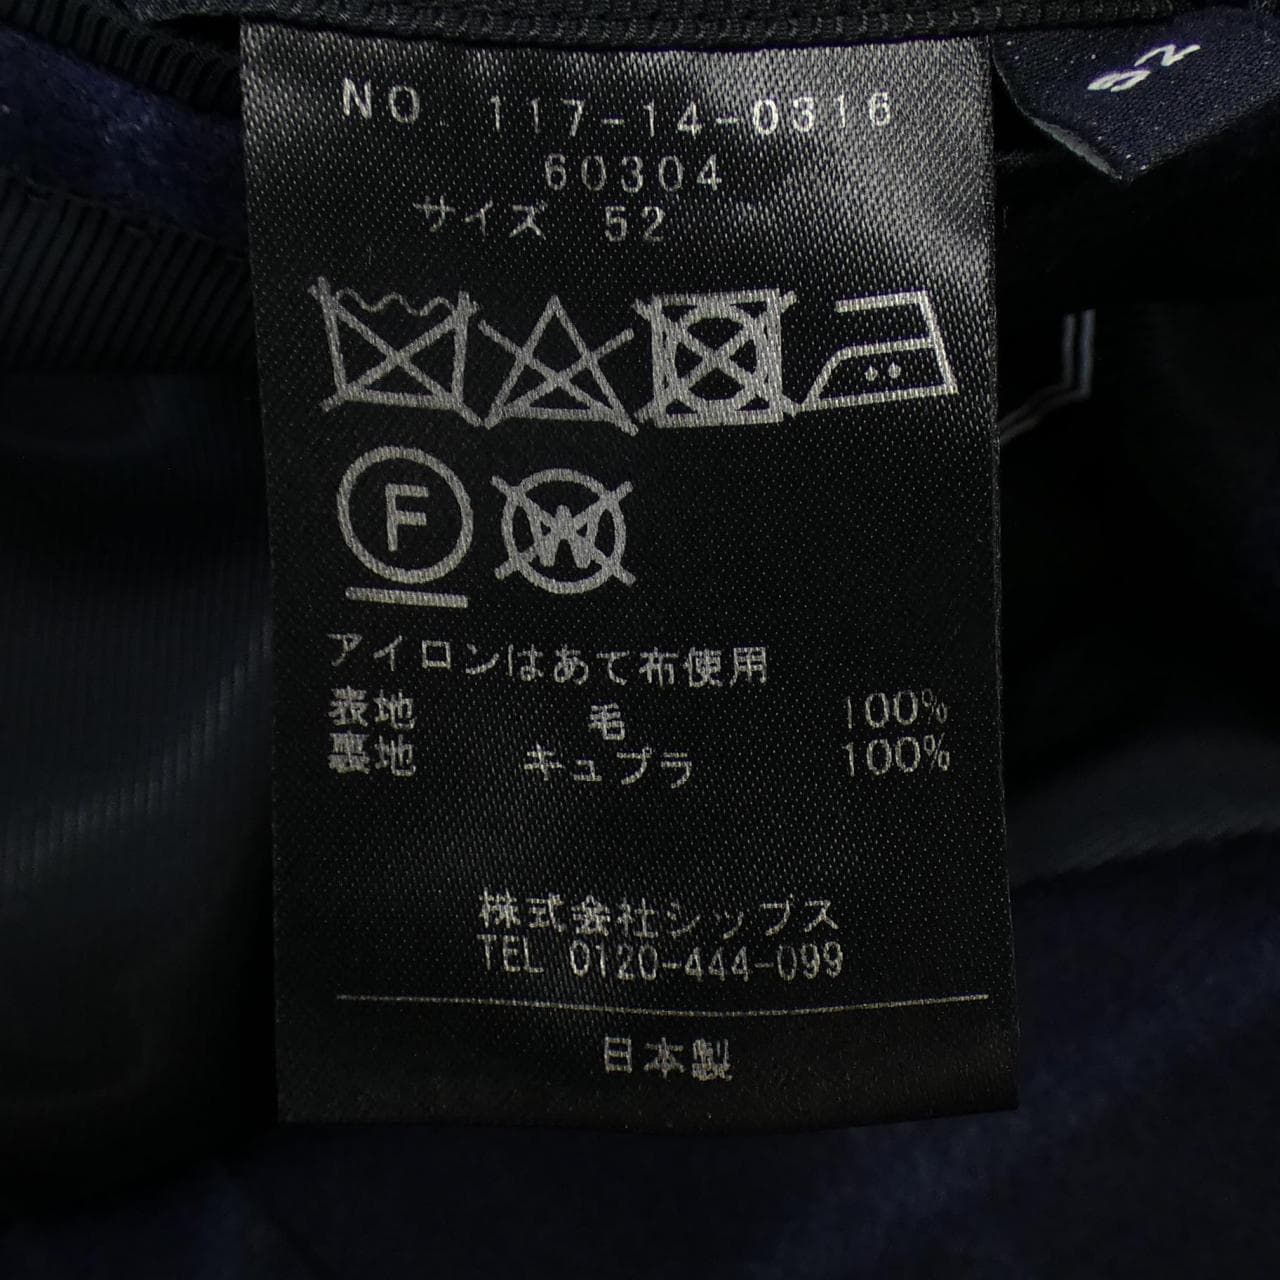 NO. 117-14-0316
60304
サイズ 52
F W
アイロンはあて布使用
表地 毛 100%
裏地 キュプラ 100%
株式会社シップス
TEL 0120-444-099
日本製